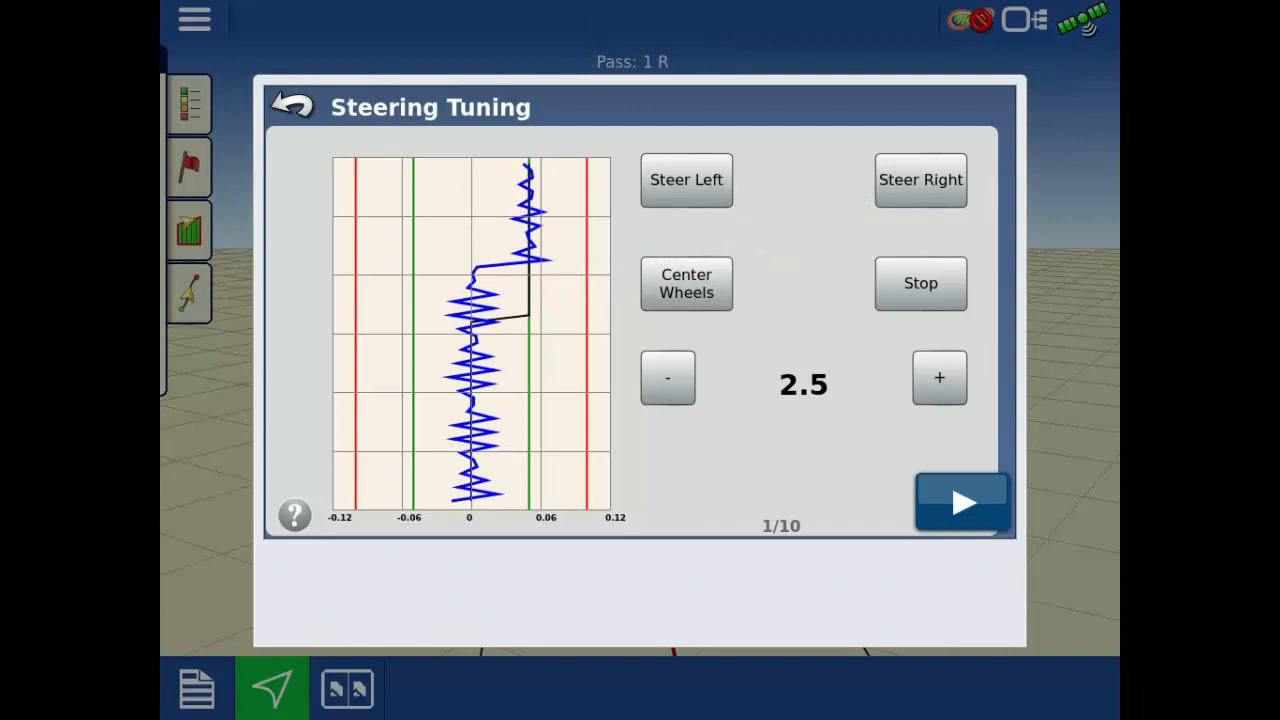 Pass: 1 R
Steering Tuning
Steer Left
Steer Right
Center
Wheels
Stop
-
2.5
+
-0.12 -0.06 0 0.06 0.12
?
1/10